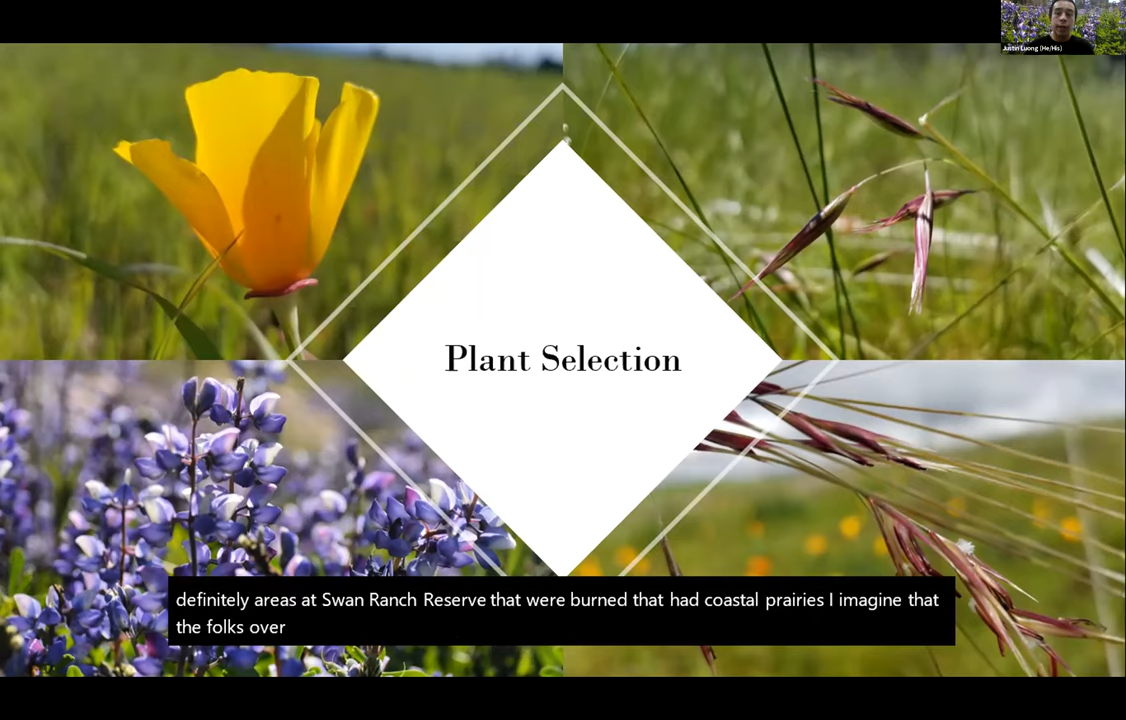 Justin Luong (He/His)
Plant Selection
definitely areas at Swan Ranch Reserve that were burned that had coastal prairies I imagine that
the folks over